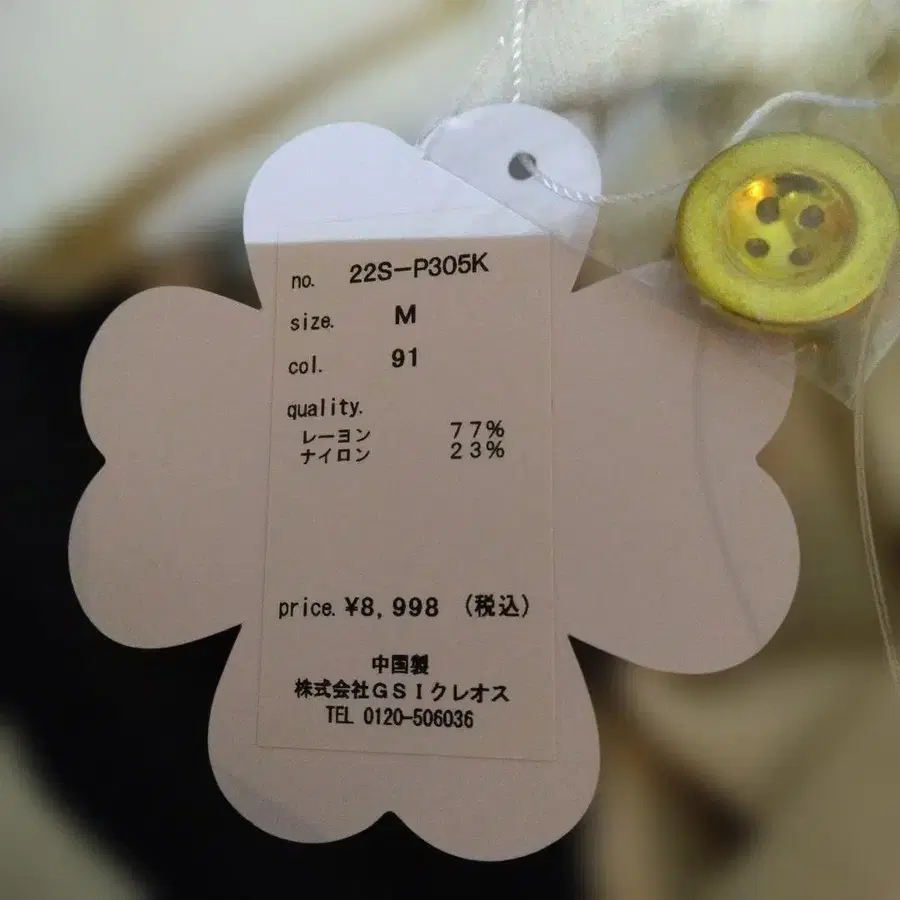 no. 22S-P305K
size. M
col. 91
quality.
レーヨン 77%
ナイロン 23%
price. ¥8,998 (税込)
中国製
株式会社GSIクレオス
TEL 0120-506036